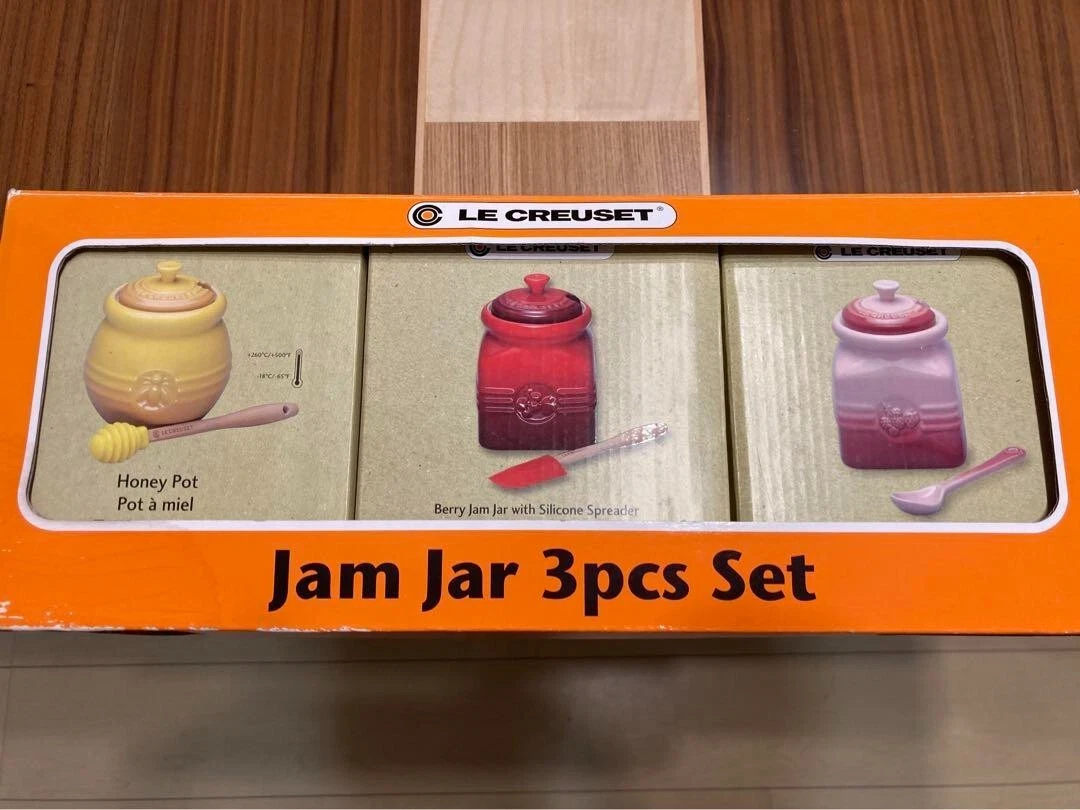 LE CREUSET®
LE CREUSET
LE CREUSET
+260°C/+500°F
-18°C/-65°F
LE CREUSET
Honey Pot
Pot à miel
Berry Jam Jar with Silicone Spreader
Jam Jar 3pcs Set